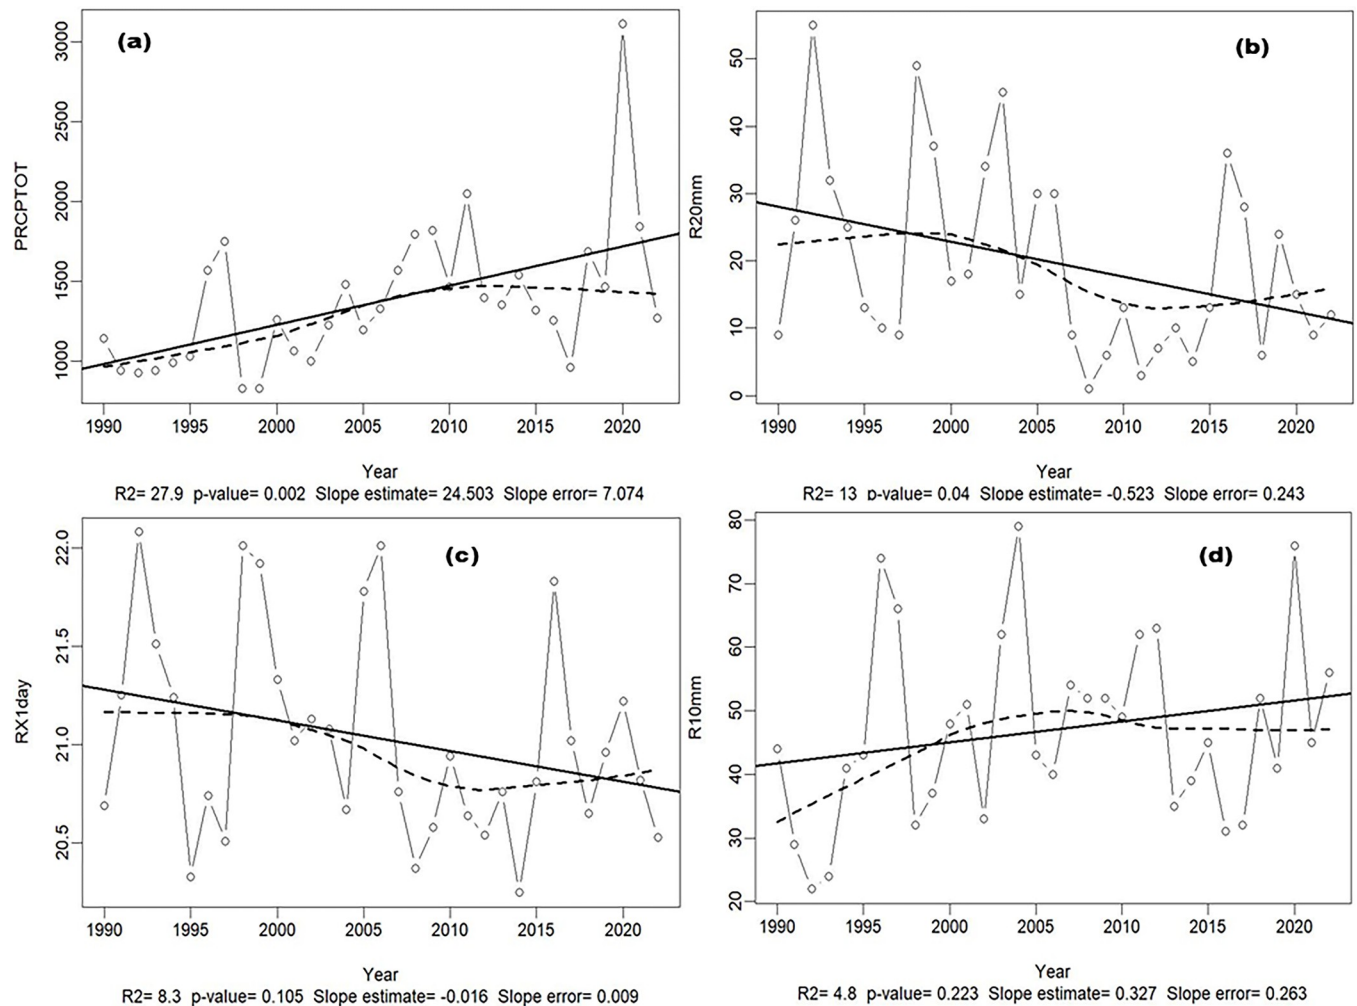 (a)
PRCPTOT
3000
2500
2000
1500
1000
1990 1995 2000 2005 2010 2015 2020
Year
R2= 27.9 p-value= 0.002 Slope estimate= 24.503 Slope error= 7.074
(b)
R20mm
50
40
30
20
10
0
1990 1995 2000 2005 2010 2015 2020
Year
R2= 13 p-value= 0.04 Slope estimate= -0.523 Slope error= 0.243
(c)
RX1day
22.0
21.5
21.0
20.5
1990 1995 2000 2005 2010 2015 2020
Year
R2= 8.3 p-value= 0.105 Slope estimate= -0.016 Slope error= 0.009
(d)
R10mm
80
70
60
50
40
30
20
1990 1995 2000 2005 2010 2015 2020
Year
R2= 4.8 p-value= 0.223 Slope estimate= 0.327 Slope error= 0.263